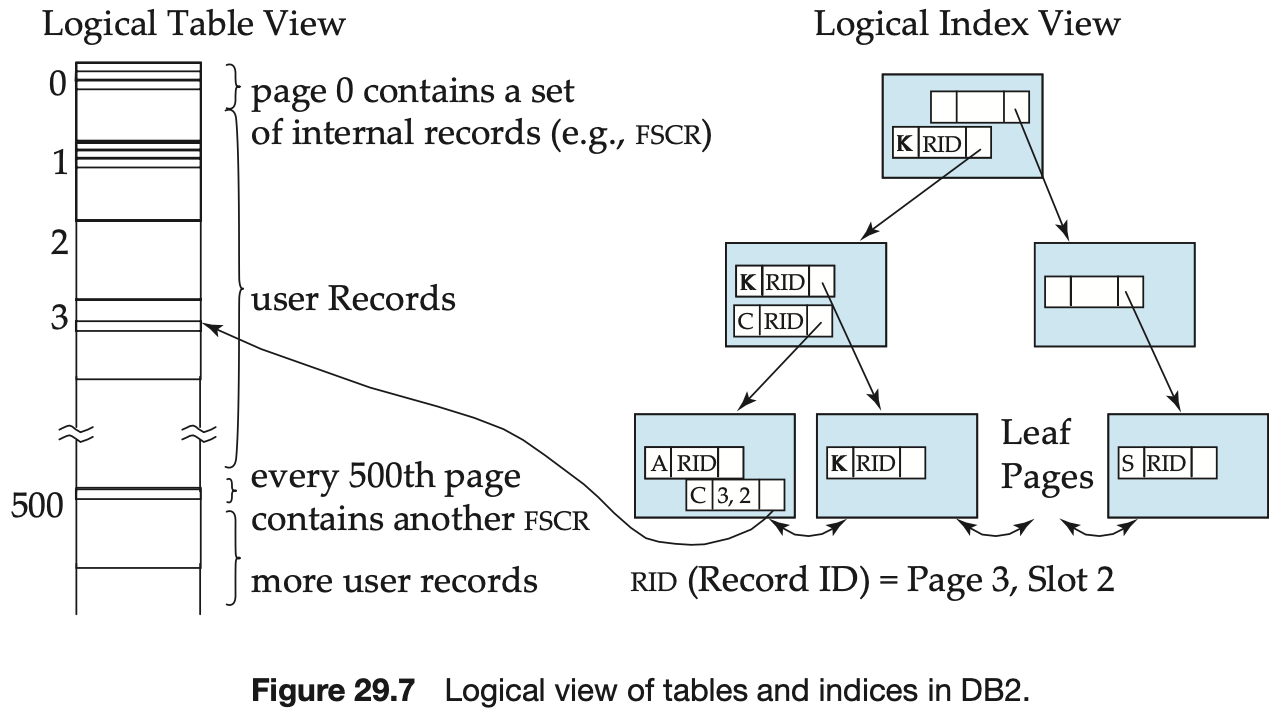 Logical Table View
0
page 0 contains a set
of internal records (e.g., FSCR)
1
2
user Records
3
every 500th page
500
contains another FSCR
more user records
Logical Index View
K RID
K RID
C RID
A RID
C 3, 2
K RID
Leaf
Pages
S RID
RID (Record ID) = Page 3, Slot 2
Figure 29.7 Logical view of tables and indices in DB2.